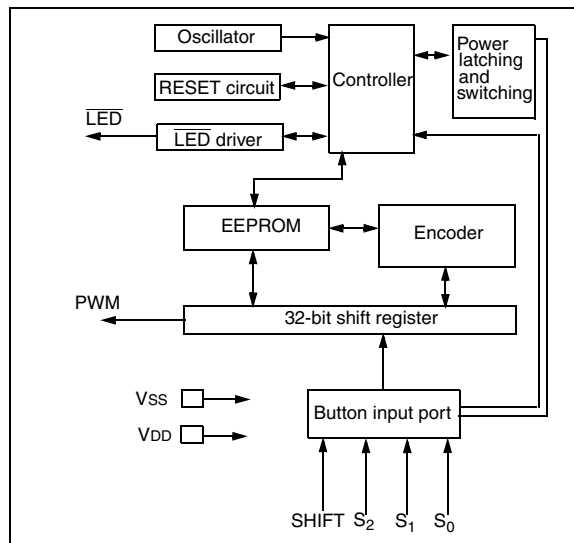 Oscillator
RESET circuit
LED
LED driver
Controller
Power
latching
and
switching
EEPROM
Encoder
PWM
32-bit shift register
VSS
VDD
Button input port
SHIFT S2 S1 S0